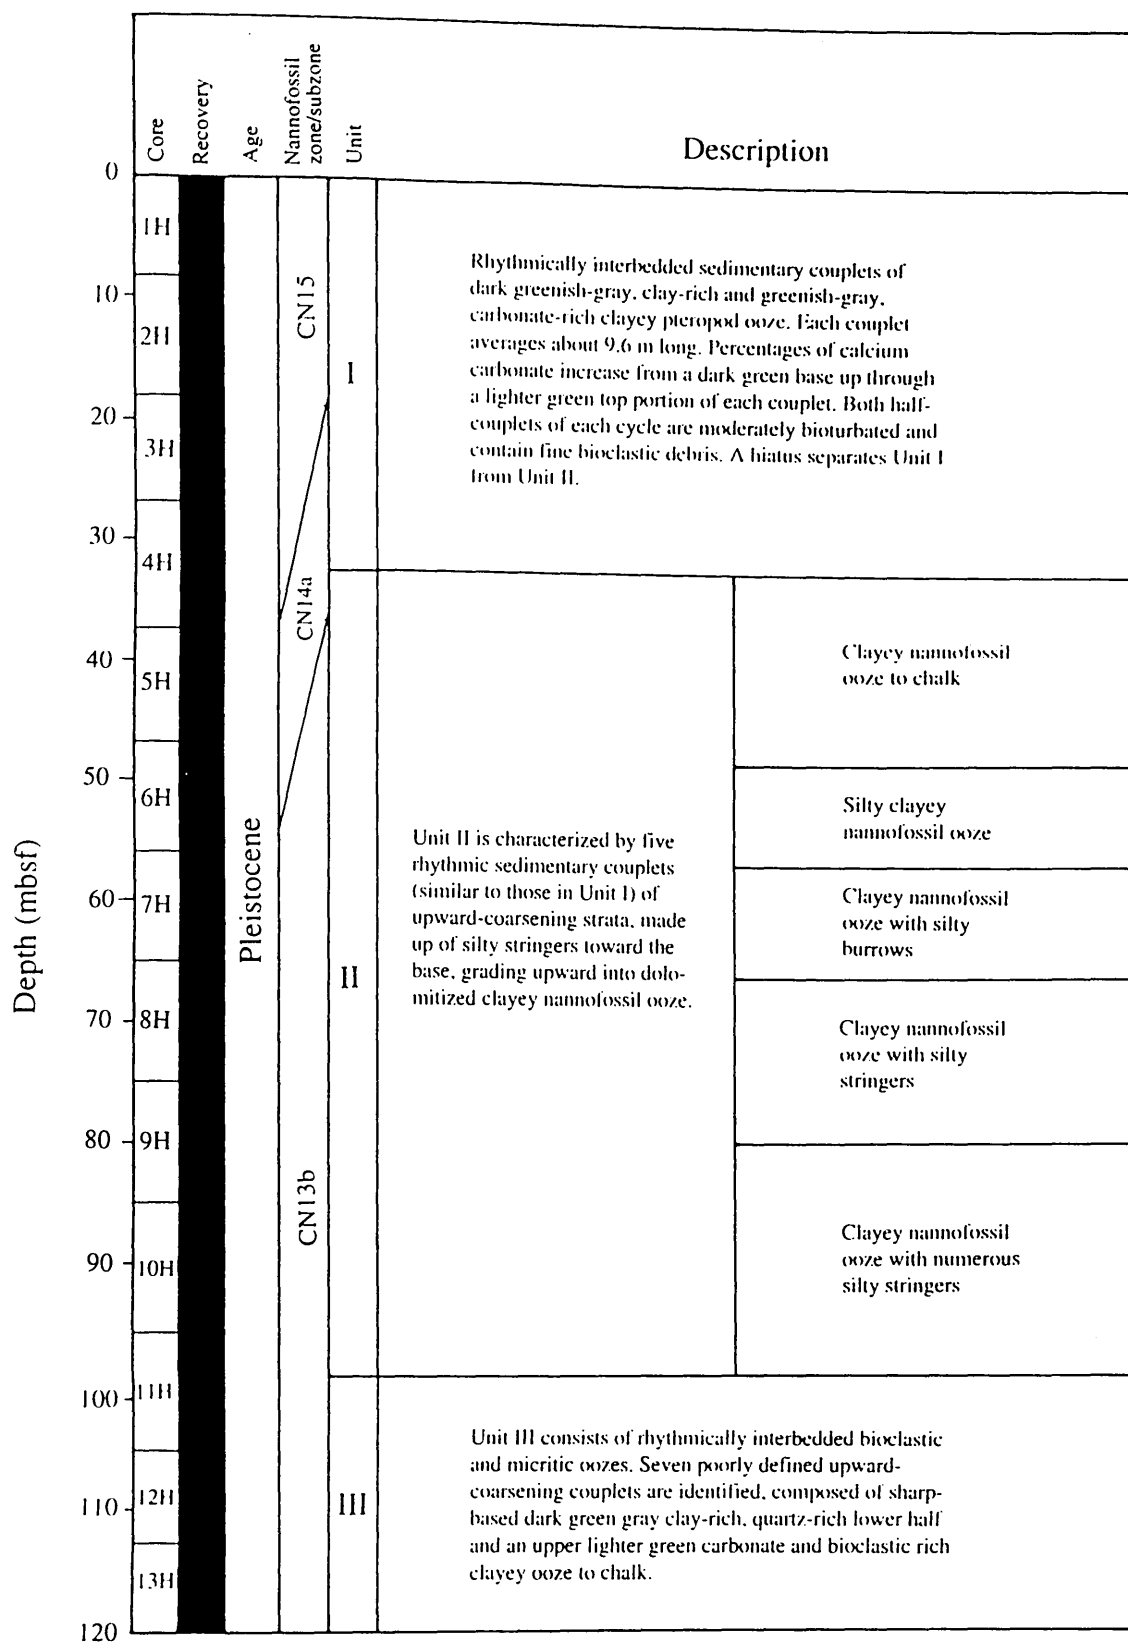 Core
Recovery
Age
Nannofossil
zone/subzone
Unit
Description
Depth (mbsf)
0
10
20
30
40
50
60
70
80
90
100
110
120
1H
2H
3H
4H
5H
6H
7H
8H
9H
10H
11H
12H
13H
Pleistocene
CN15
CN14a
CN13b
I
Rhythmically interbedded sedimentary couplets of
dark greenish-gray, clay-rich and greenish-gray,
carbonate-rich clayey pteropod ooze. Each couplet
averages about 9.6 m long. Percentages of calcium
carbonate increase from a dark green base up through
a lighter green top portion of each couplet. Both half-
couplets of each cycle are moderately bioturbated and
contain fine bioclastic debris. A hiatus separates Unit I
from Unit II.
II
Unit II is characterized by five
rhythmic sedimentary couplets
(similar to those in Unit I) of
upward-coarsening strata, made
up of silty stringers toward the
base, grading upward into dolo-
mitized clayey nannofossil ooze.
Clayey nannofossil
ooze to chalk
Silty clayey
nannofossil ooze
Clayey nannofossil
ooze with silty
burrows
Clayey nannofossil
ooze with silty
stringers
Clayey nannofossil
ooze with numerous
silty stringers
III
Unit III consists of rhythmically interbedded bioclastic
and micritic oozes. Seven poorly defined upward-
coarsening couplets are identified, composed of sharp-
based dark green gray clay-rich, quartz-rich lower half
and an upper lighter green carbonate and bioclastic rich
clayey ooze to chalk.